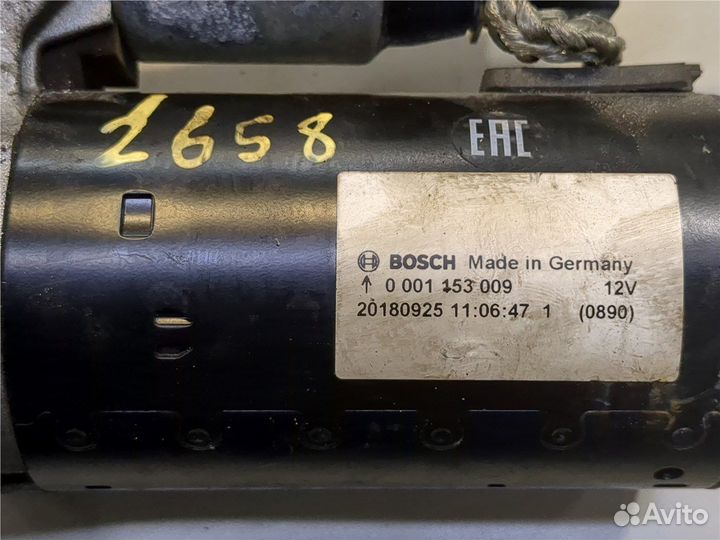 2658
EAC
BOSCH Made in Germany
↑ 0 001 153 009 12V
20180925 11:06:47 1 (0890)
Avito